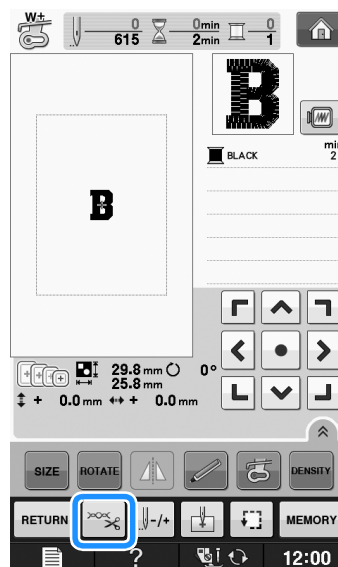 W+
0 0min 0
615 2min 1
B
BLACK
2
B
29.8 mm 0°
25.8 mm
+ 0.0 mm + 0.0 mm
SIZE ROTATE DENSITY
RETURN -/+ MEMORY
? 12:00